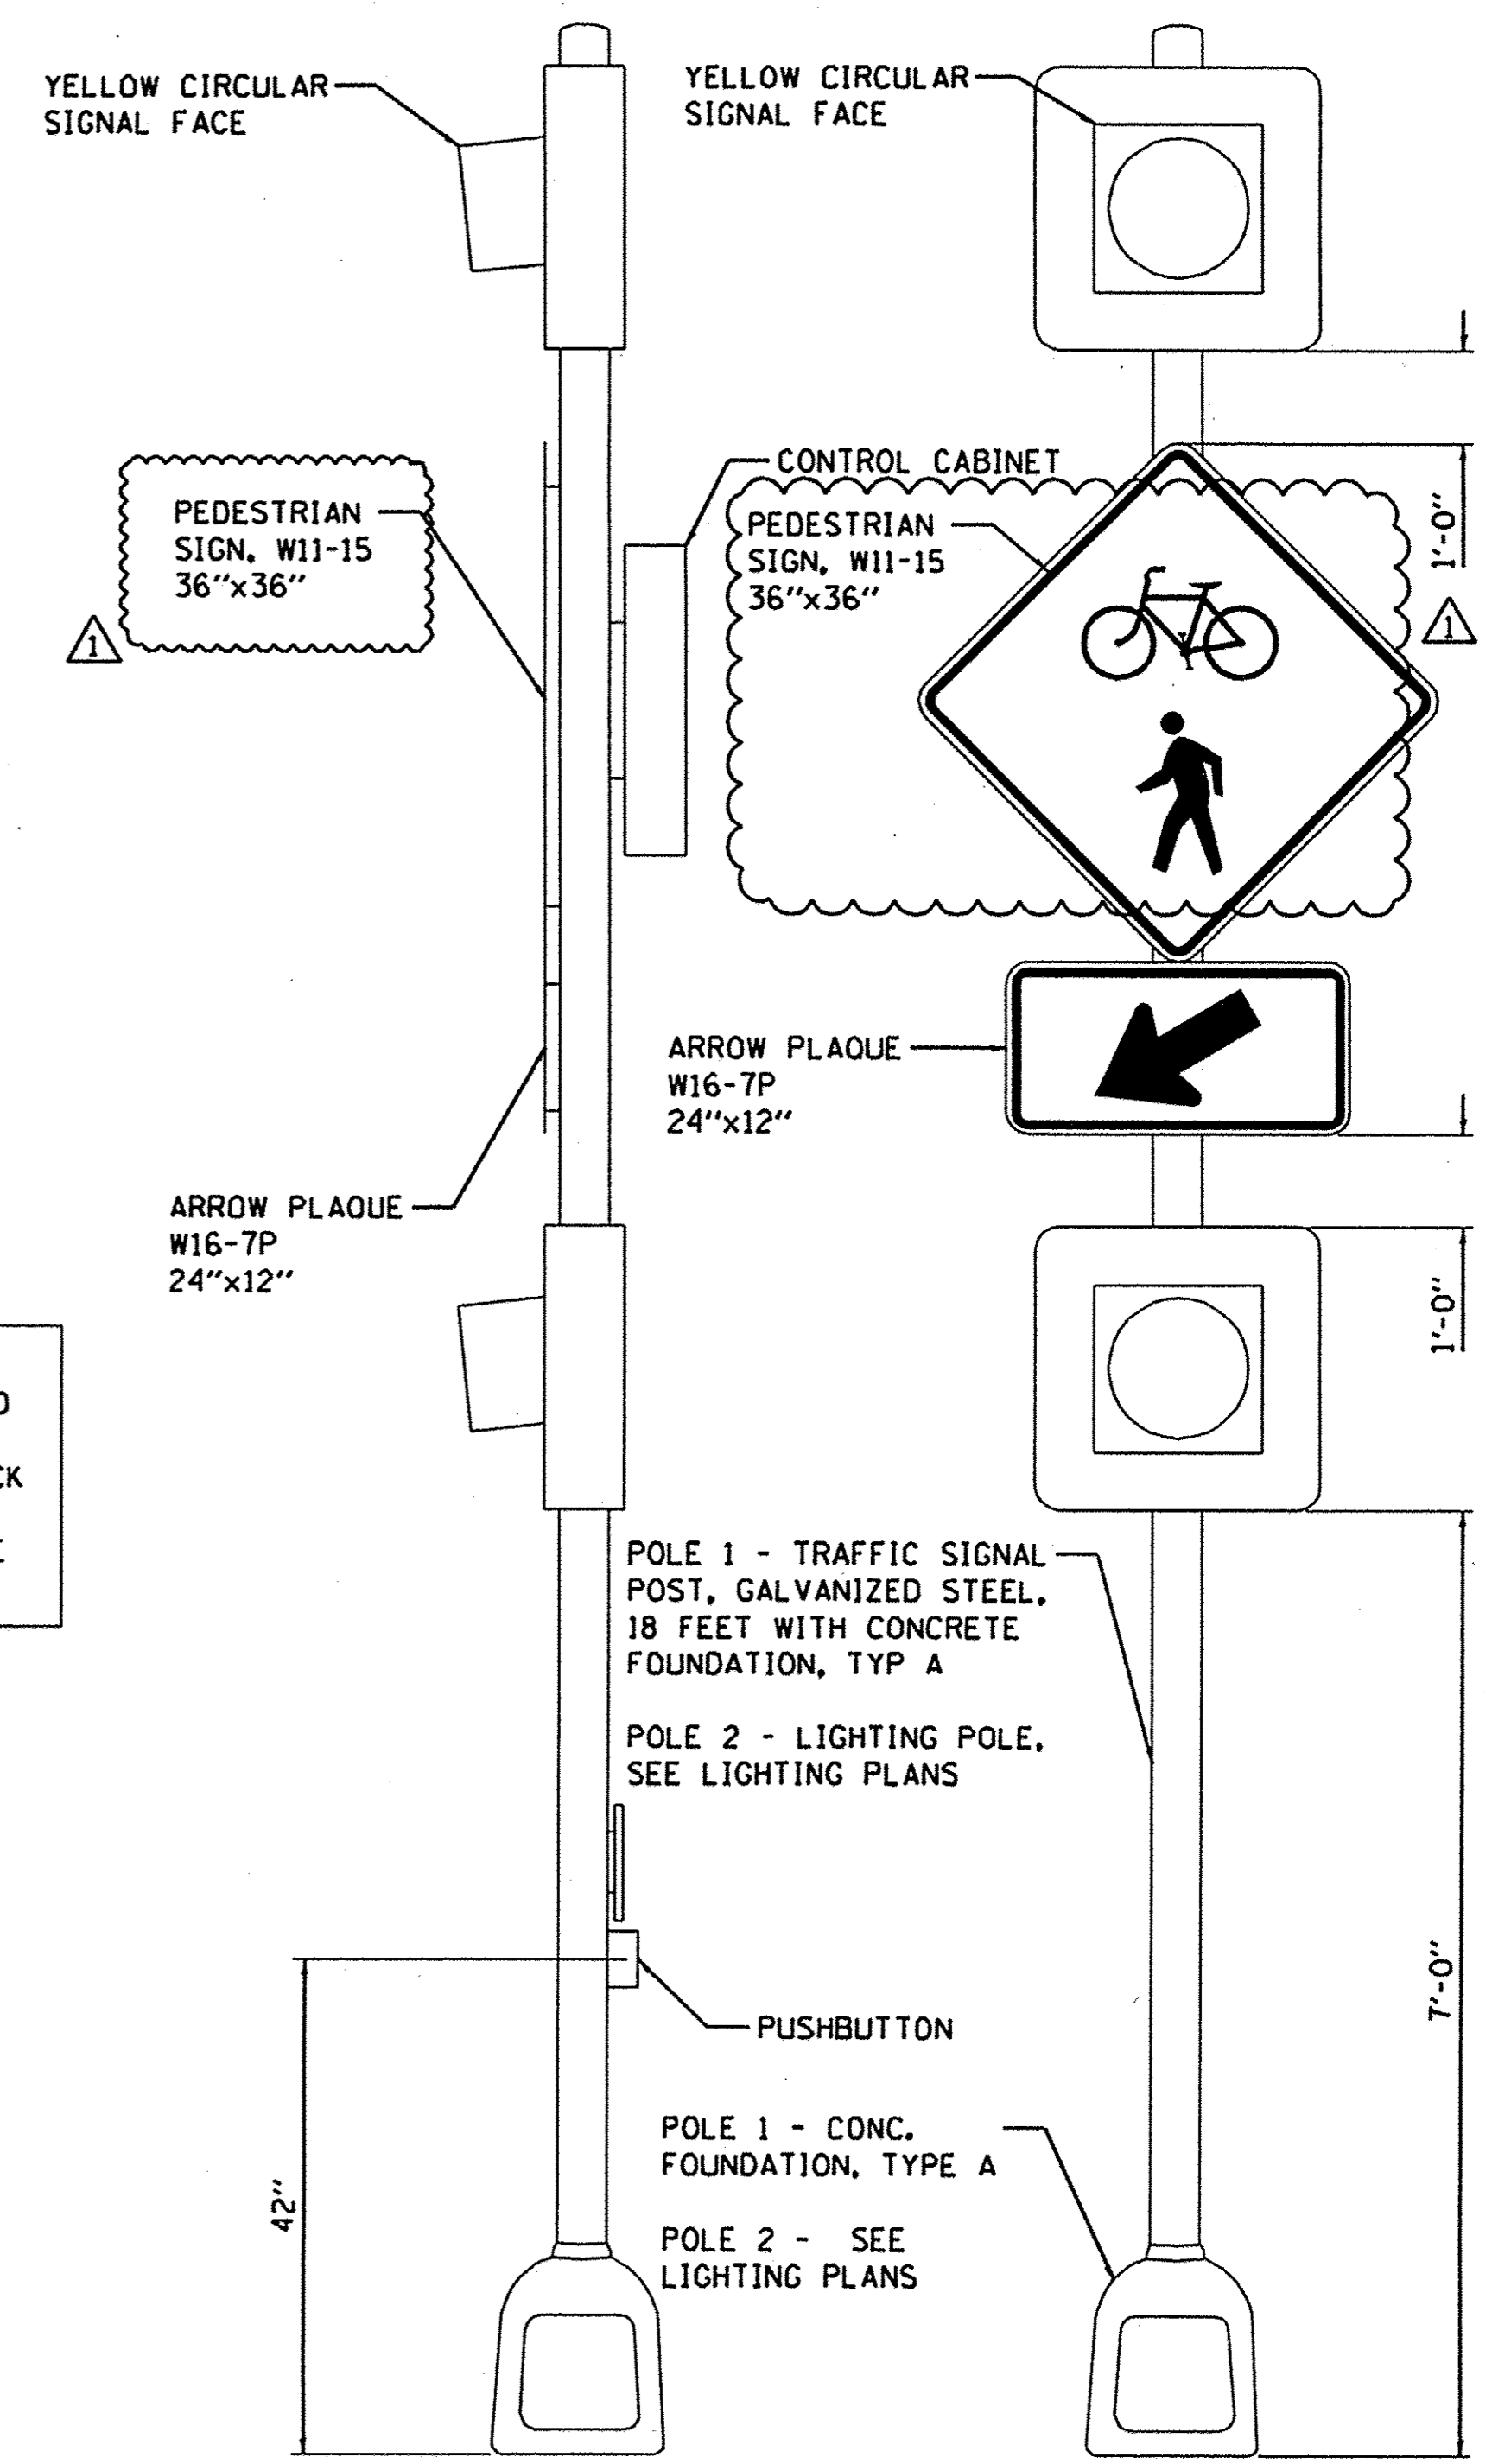 YELLOW CIRCULAR
SIGNAL FACE
YELLOW CIRCULAR
SIGNAL FACE
CONTROL CABINET
PEDESTRIAN
SIGN, W11-15
36"x36"
1
PEDESTRIAN
SIGN, W11-15
36"x36"
1'-0"
1
ARROW PLAQUE
W16-7P
24"x12"
ARROW PLAQUE
W16-7P
24"x12"
1'-0"
CK
POLE 1 - TRAFFIC SIGNAL
POST, GALVANIZED STEEL,
18 FEET WITH CONCRETE
FOUNDATION, TYP A
POLE 2 - LIGHTING POLE,
SEE LIGHTING PLANS
7'-0"
PUSHBUTTON
42"
POLE 1 - CONC.
FOUNDATION, TYPE A
POLE 2 - SEE
LIGHTING PLANS